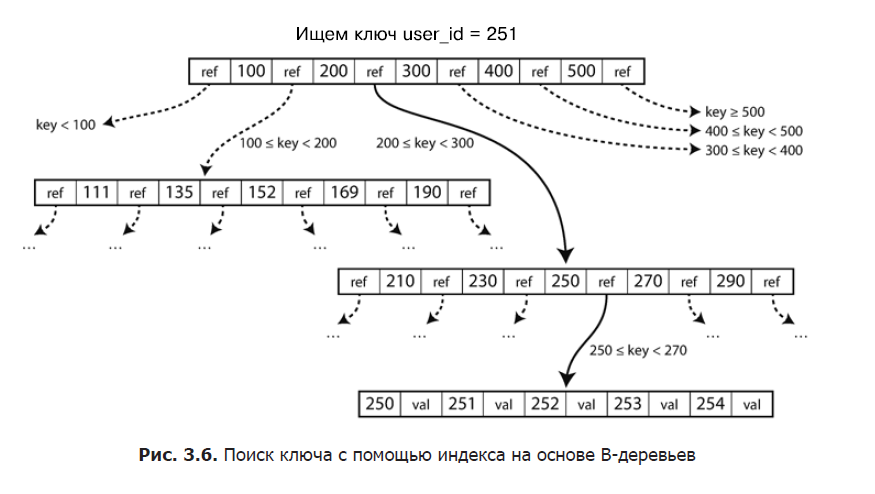 Ищем ключ user_id = 251
ref 100 ref 200 ref 300 ref 400 ref 500 ref
key < 100
100 ≤ key < 200
200 ≤ key < 300
key ≥ 500
400 ≤ key < 500
300 ≤ key < 400
ref 111 ref 135 ref 152 ref 169 ref 190 ref
... ... ... ... ... ...
ref 210 ref 230 ref 250 ref 270 ref 290 ref
... ... ... ... ...
250 ≤ key < 270
250 val 251 val 252 val 253 val 254 val
Рис. 3.6. Поиск ключа с помощью индекса на основе B-деревьев